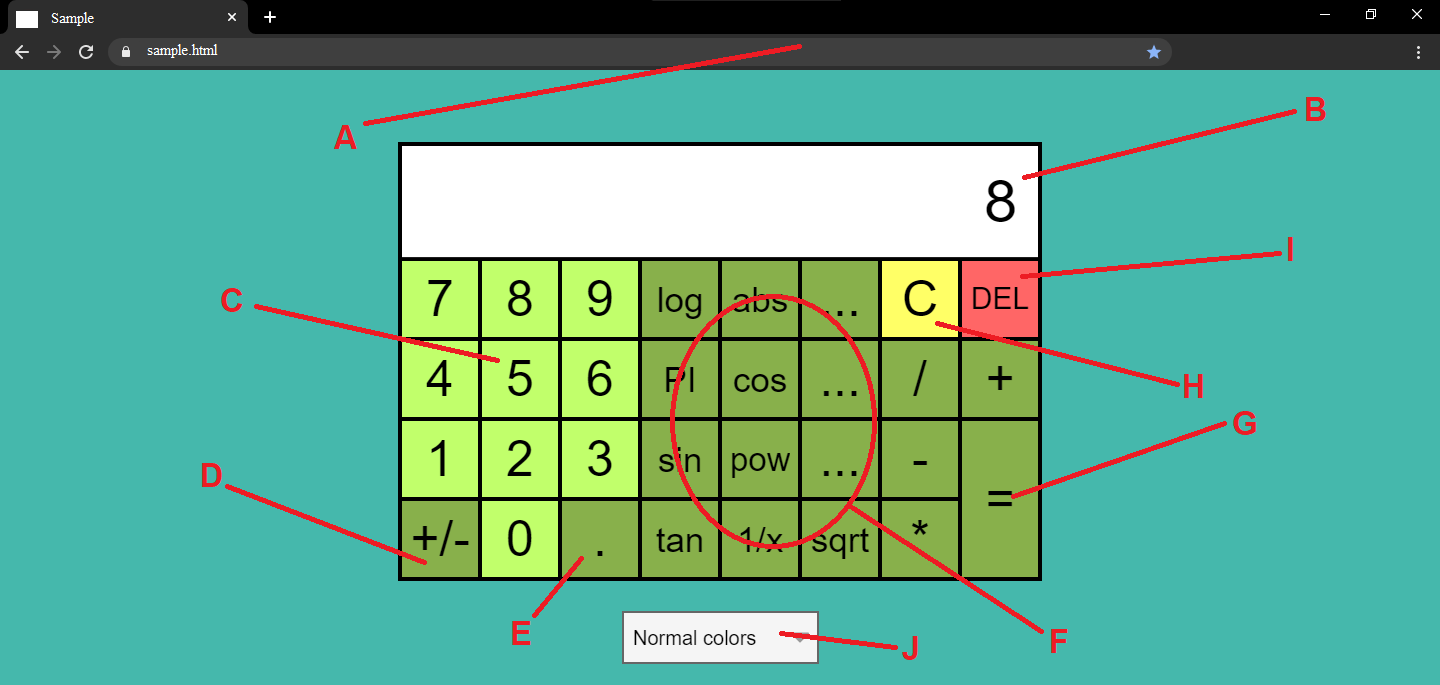 Sample
sample.html
A
B
8
I
7 8 9 log abs ... C DEL
C
4 5 6 PI cos ... / +
H
G
1 2 3 sin pow ... - =
D
+/- 0 . tan 1/x sqrt *
E
Normal colors
J
F